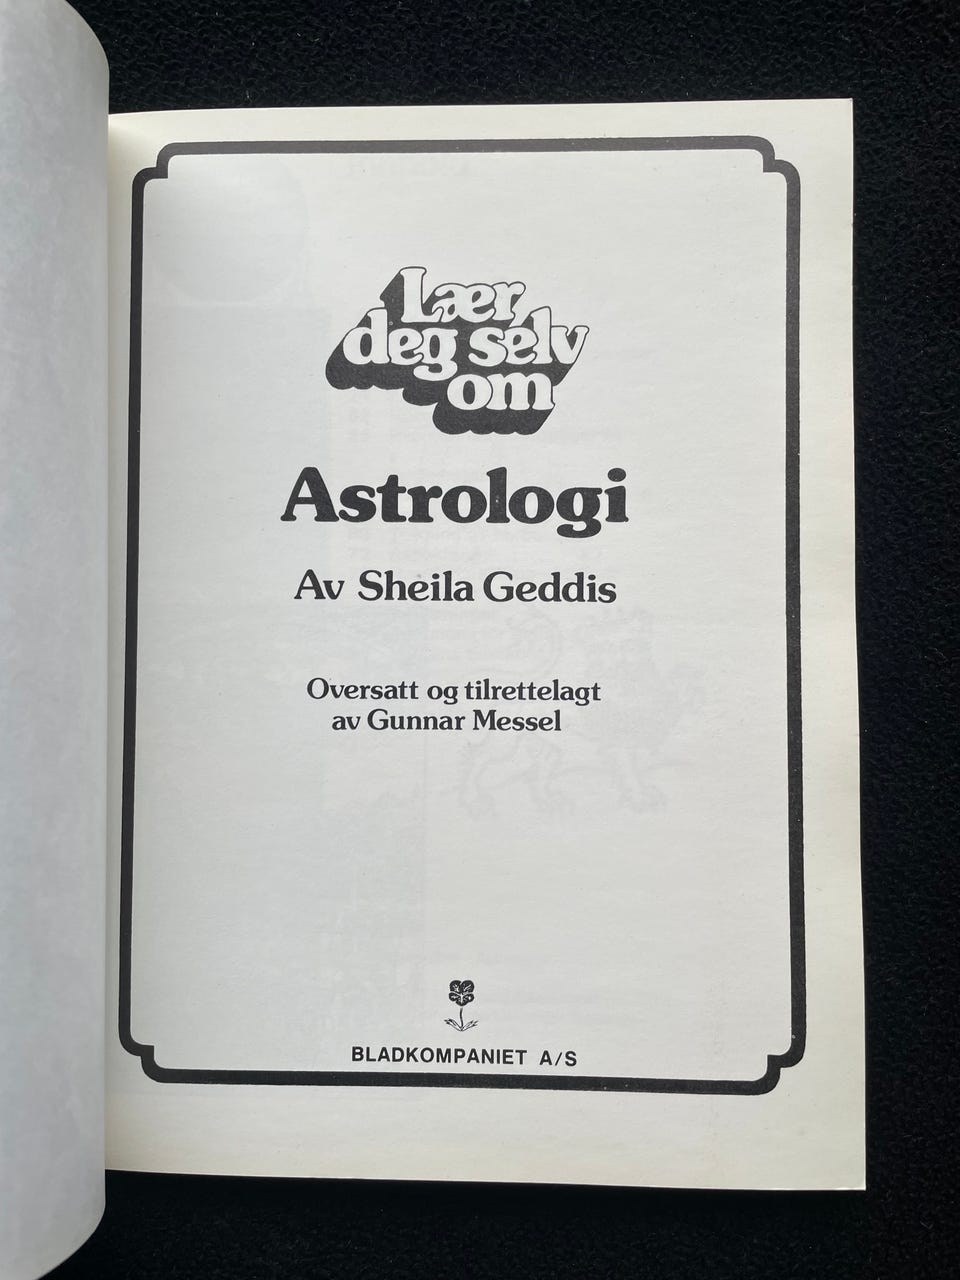 Lær
deg selv
om
Astrologi
Av Sheila Geddis
Oversatt og tilrettelagt
av Gunnar Messel
BLADKOMPANIET A/S